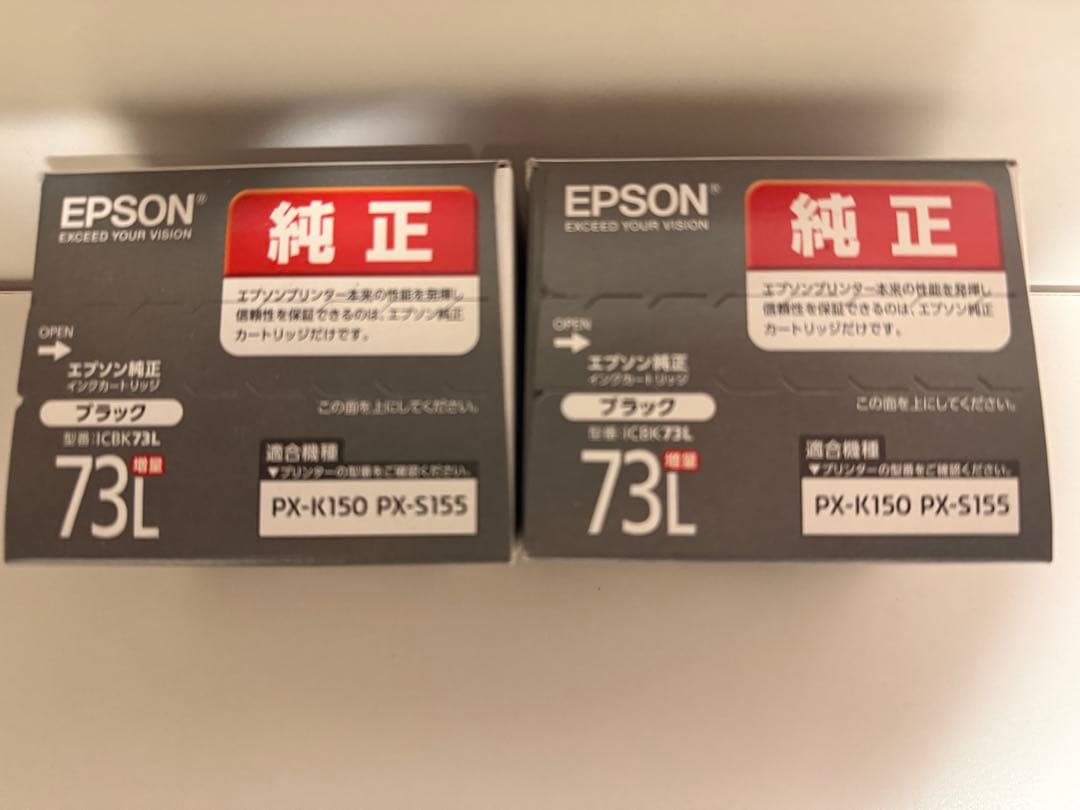 EPSON®
EXCEED YOUR VISION
純正
エプソンプリンター本来の性能を発揮し
信頼性を保証できるのは、エプソン純正
カートリッジだけです。
OPEN
エプソン純正
インクカートリッジ
ブラック
この面を上にしてください。
型番:ICBK73L
73L 増量
適合機種
▼プリンターの型番をご確認ください。
PX-K150 PX-S155
EPSON®
EXCEED YOUR VISION
純正
エプソンプリンター本来の性能を発揮し
信頼性を保証できるのは、エプソン純正
カートリッジだけです。
OPEN
エプソン純正
インクカートリッジ
ブラック
この面を上にしてください。
型番:ICBK73L
73L 増量
適合機種
▼プリンターの型番をご確認ください。
PX-K150 PX-S155